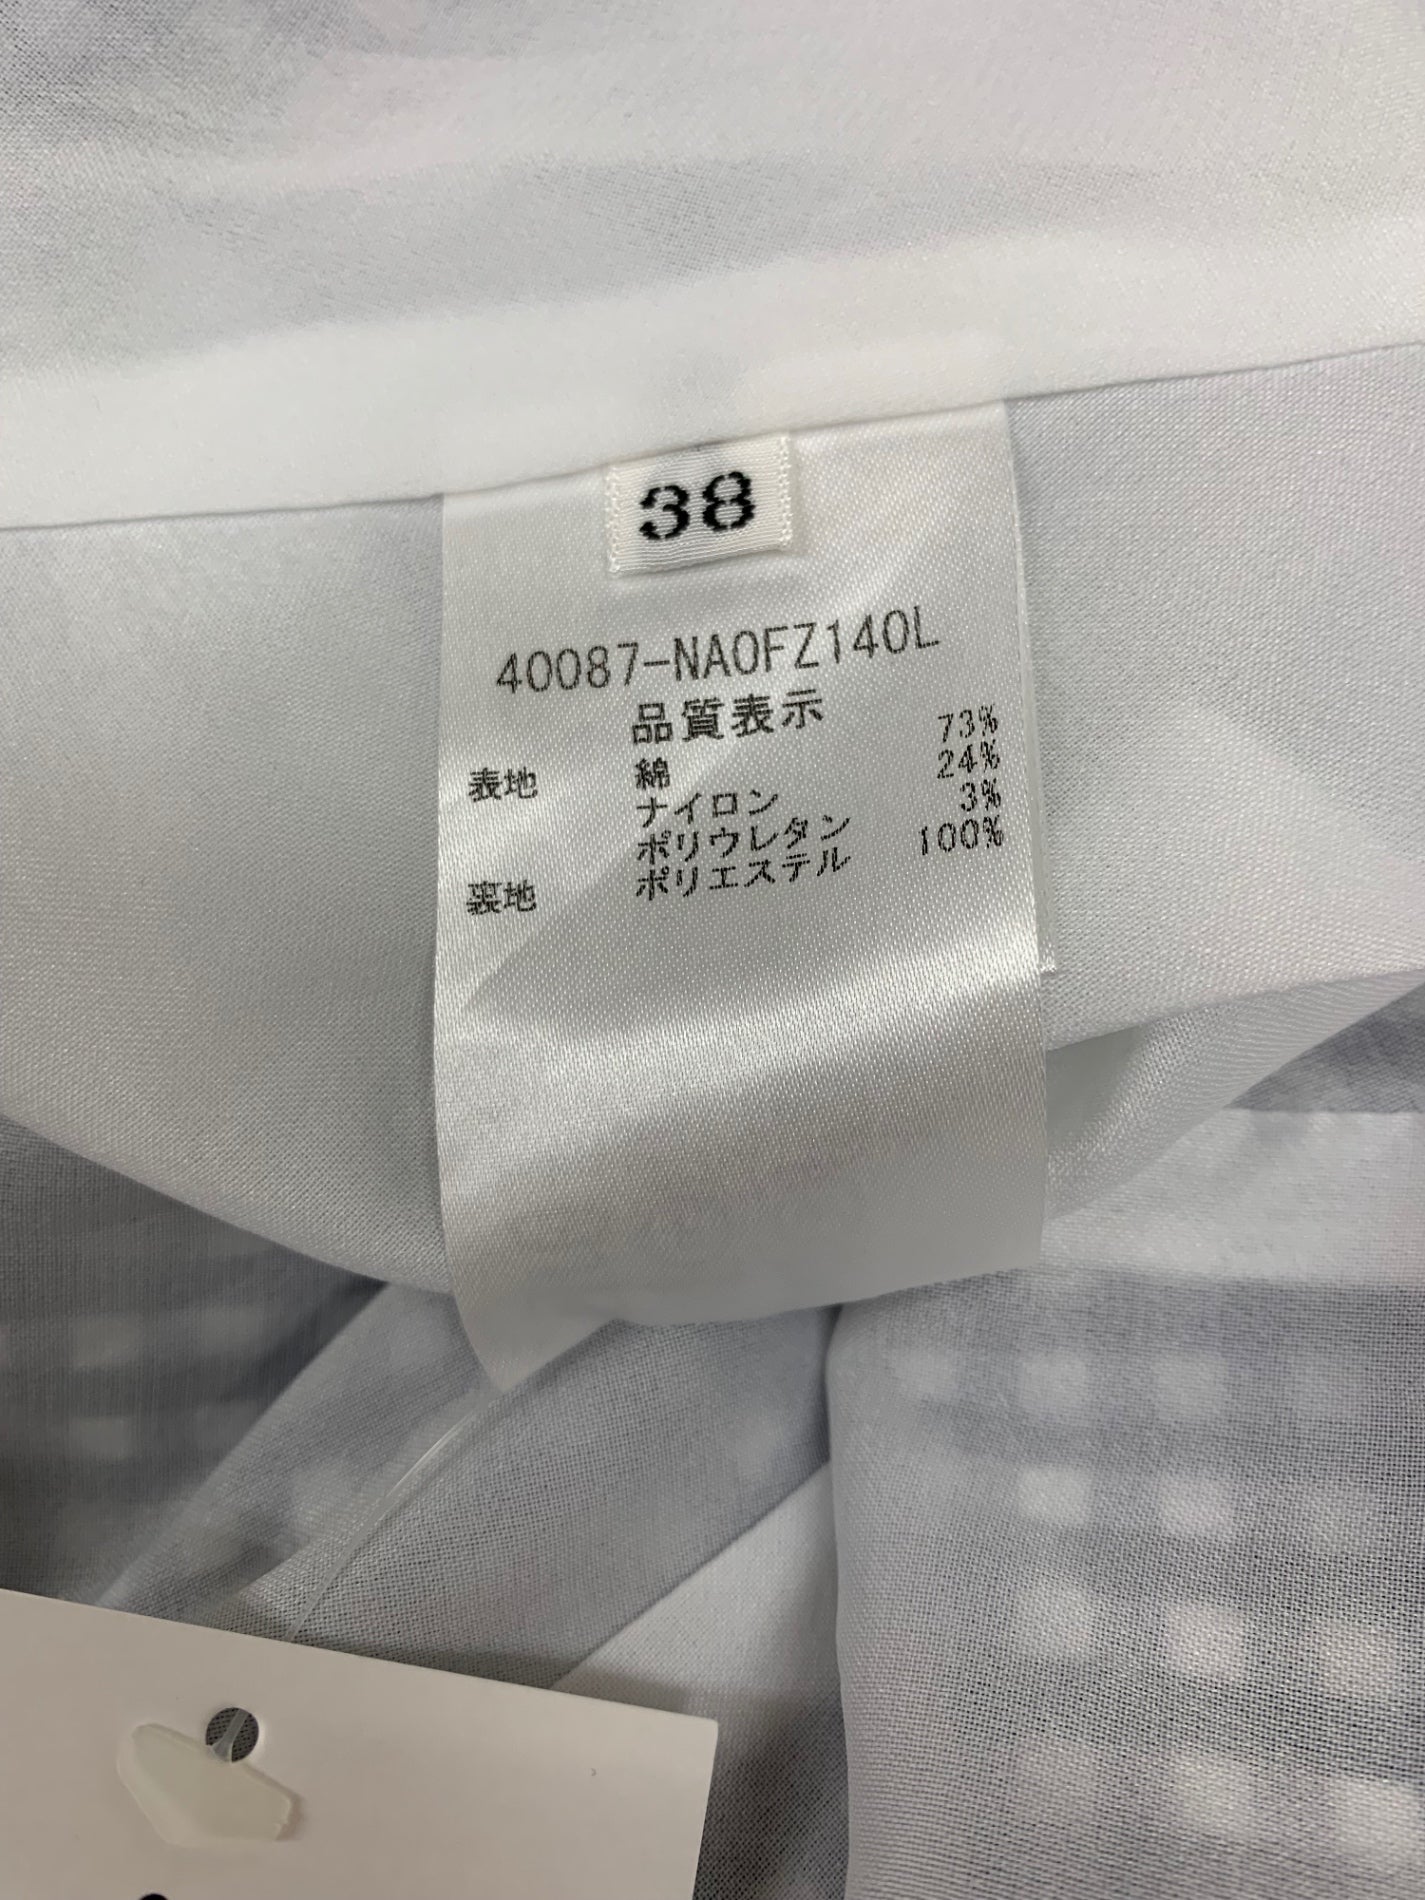 38
40087-NA0FZ140L
品質表示
表地 綿 73%
ナイロン 24%
ポリウレタン 3%
裏地 ポリエステル 100%